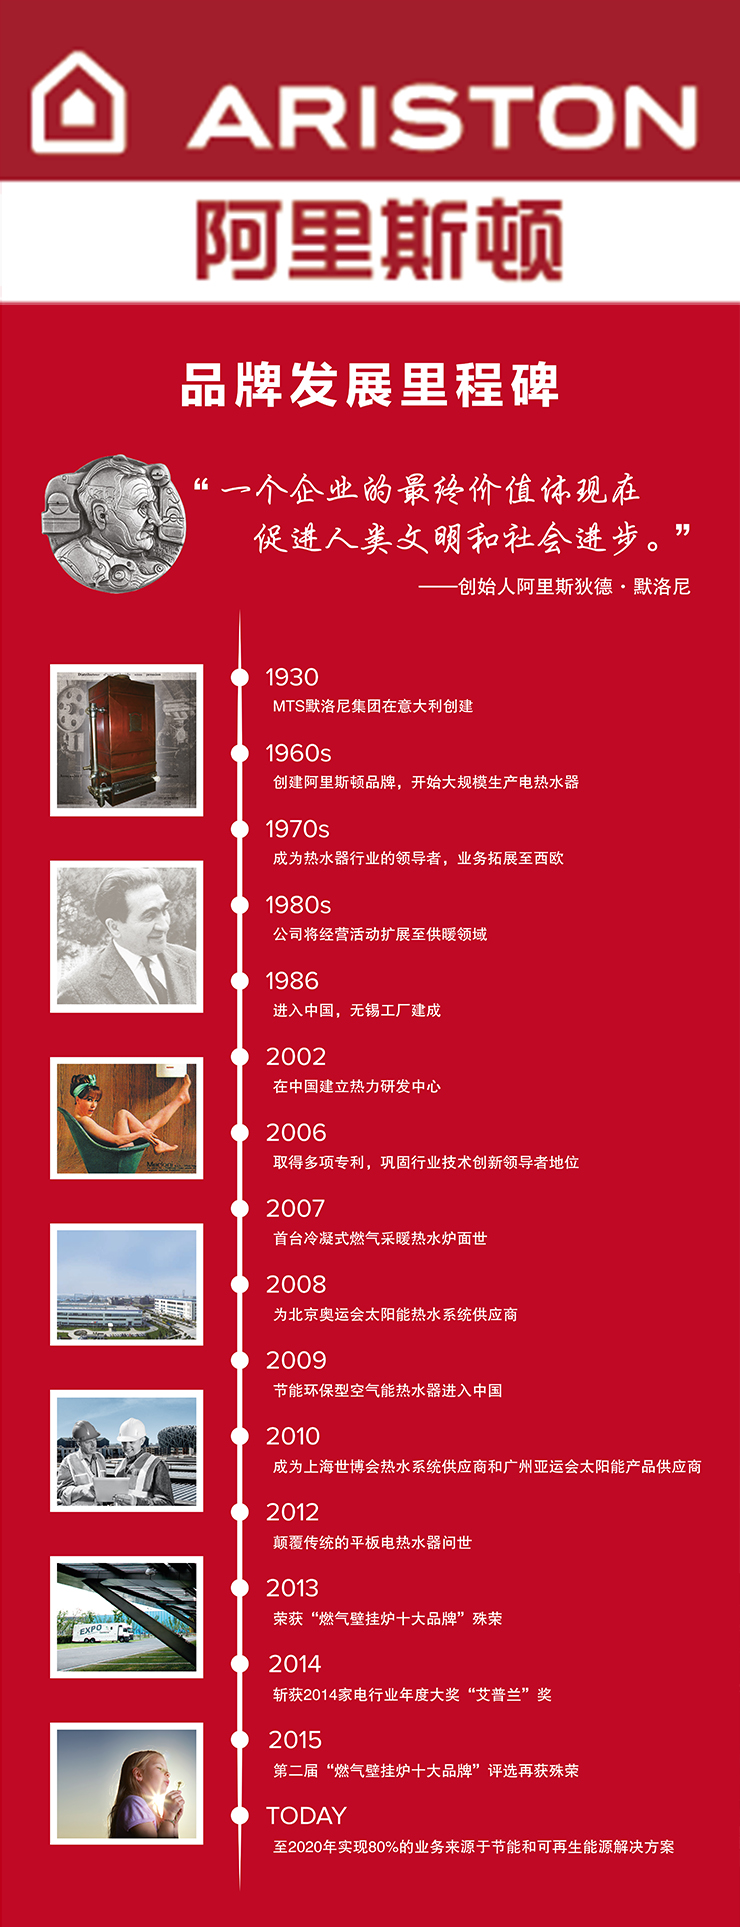 ARISTON
阿里斯顿
品牌发展里程碑
“一个企业的最终价值体现在
促进人类文明和社会进步。”
——创始人阿里斯狄德·默洛尼
1930
MTS默洛尼集团在意大利创建
1960s
创建阿里斯顿品牌，开始大规模生产电热水器
1970s
成为热水器行业的领导者，业务拓展至西欧
1980s
公司将经营活动扩展至供暖领域
1986
进入中国，无锡工厂建成
2002
在中国建立热力研发中心
2006
取得多项专利，巩固行业技术创新领导者地位
2007
首台冷凝式燃气采暖热水炉面世
2008
为北京奥运会太阳能热水系统供应商
2009
节能环保型空气能热水器进入中国
2010
成为上海世博会热水系统供应商和广州亚运会太阳能产品供应商
2012
颠覆传统的平板电热水器问世
2013
荣获“燃气壁挂炉十大品牌”殊荣
EXPO
2014
斩获2014家电行业年度大奖“艾普兰”奖
2015
第二届“燃气壁挂炉十大品牌”评选再获殊荣
TODAY
至2020年实现80%的业务来源于节能和可再生能源解决方案